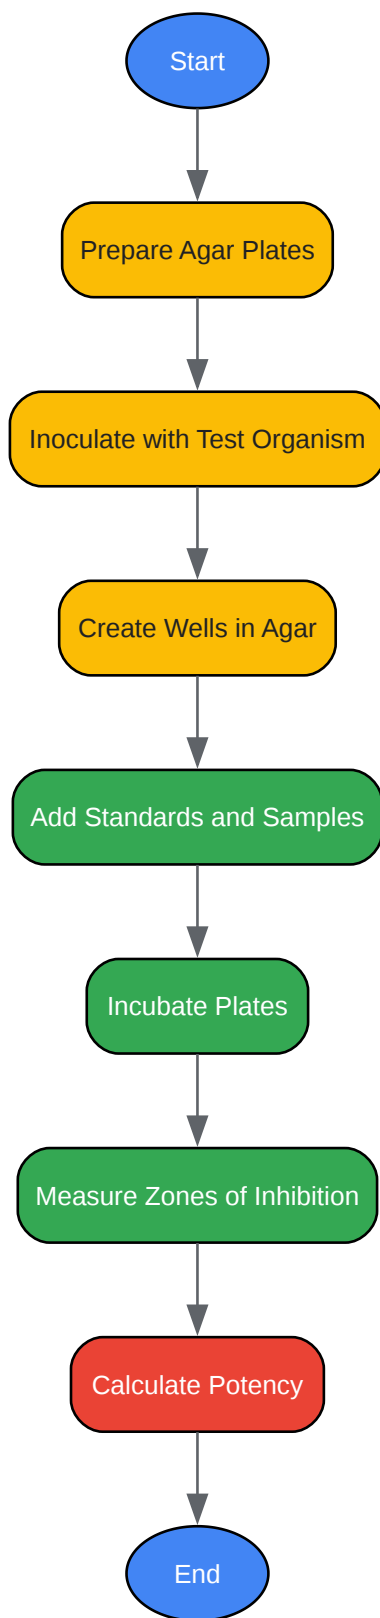 Start
Prepare Agar Plates
Inoculate with Test Organism
Create Wells in Agar
Add Standards and Samples
Incubate Plates
Measure Zones of Inhibition
Calculate Potency
End